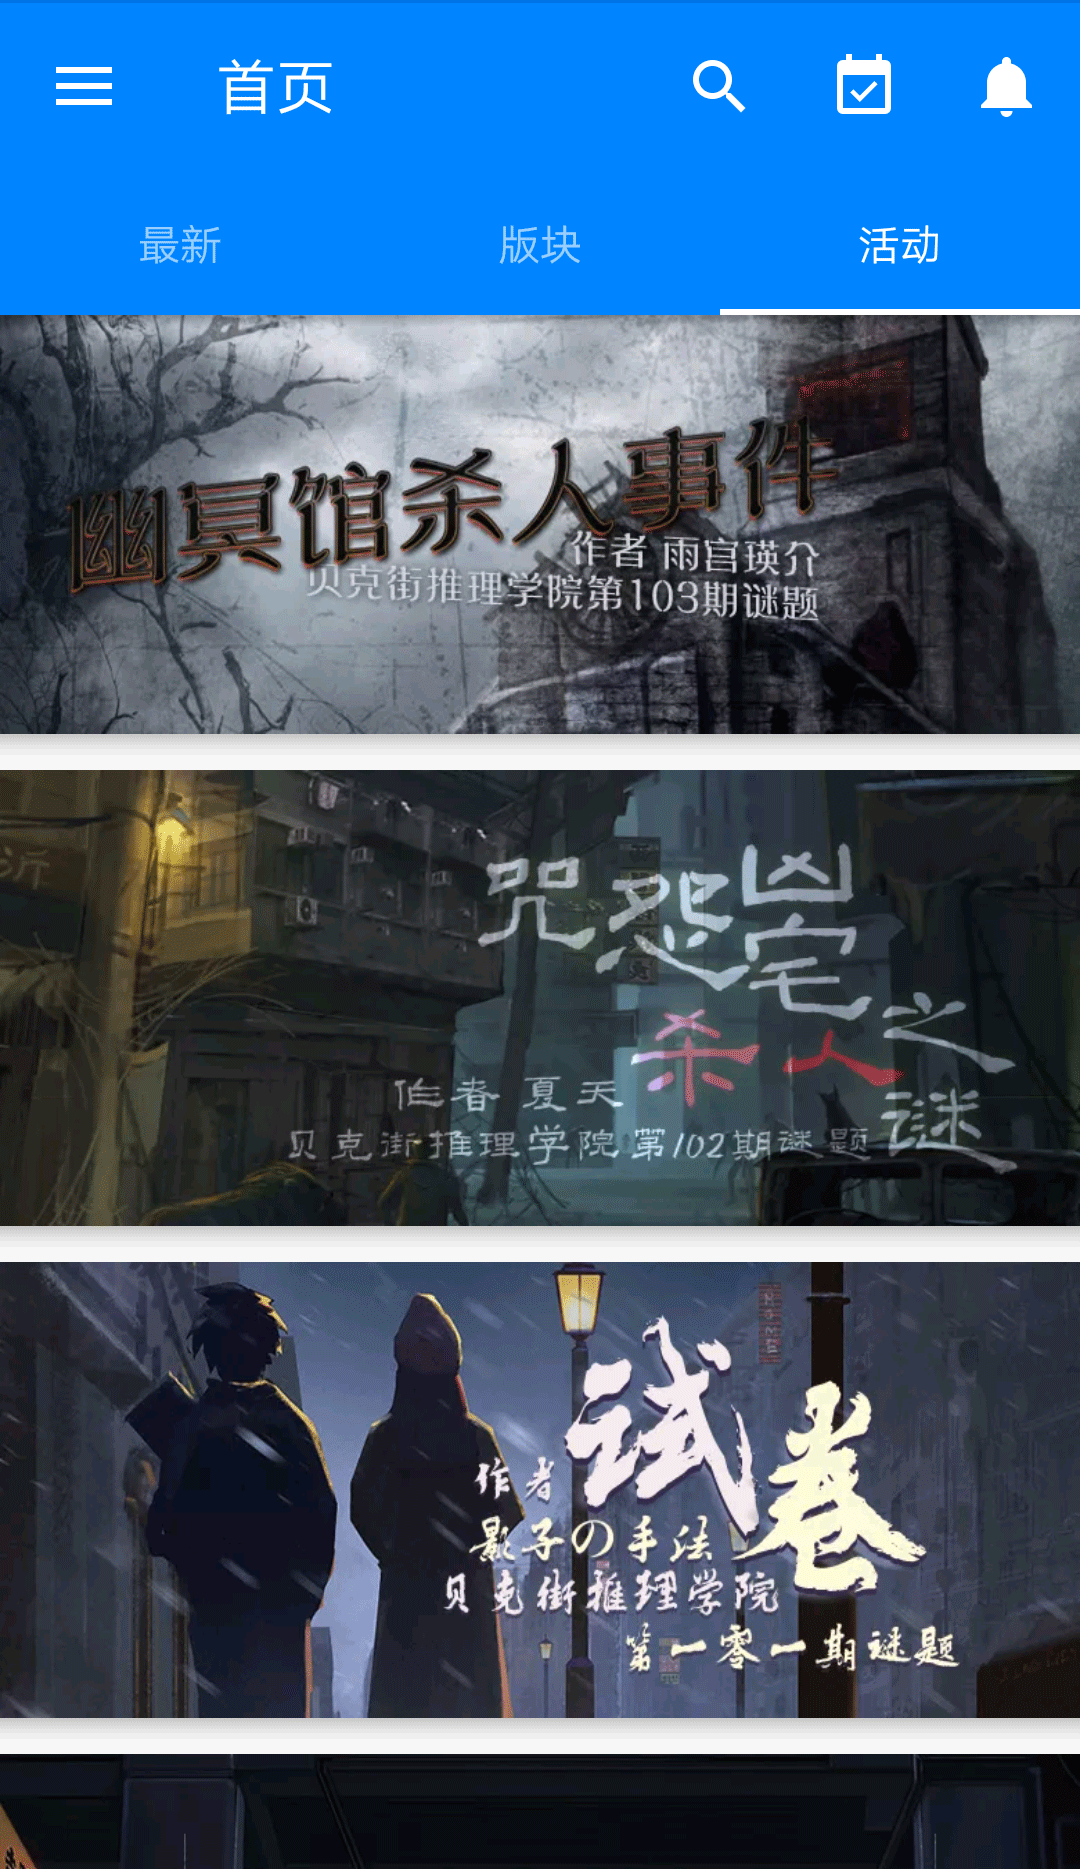 首页
最新
版块
活动
幽冥馆杀人事件
作者 雨宫瑛介
贝克街推理学院第103期谜题
咒怨凶宅之
杀人谜
作者 夏天
贝克街推理学院第102期谜题
试卷
作者
影子の手法
贝克街推理学院
第一零一期谜题